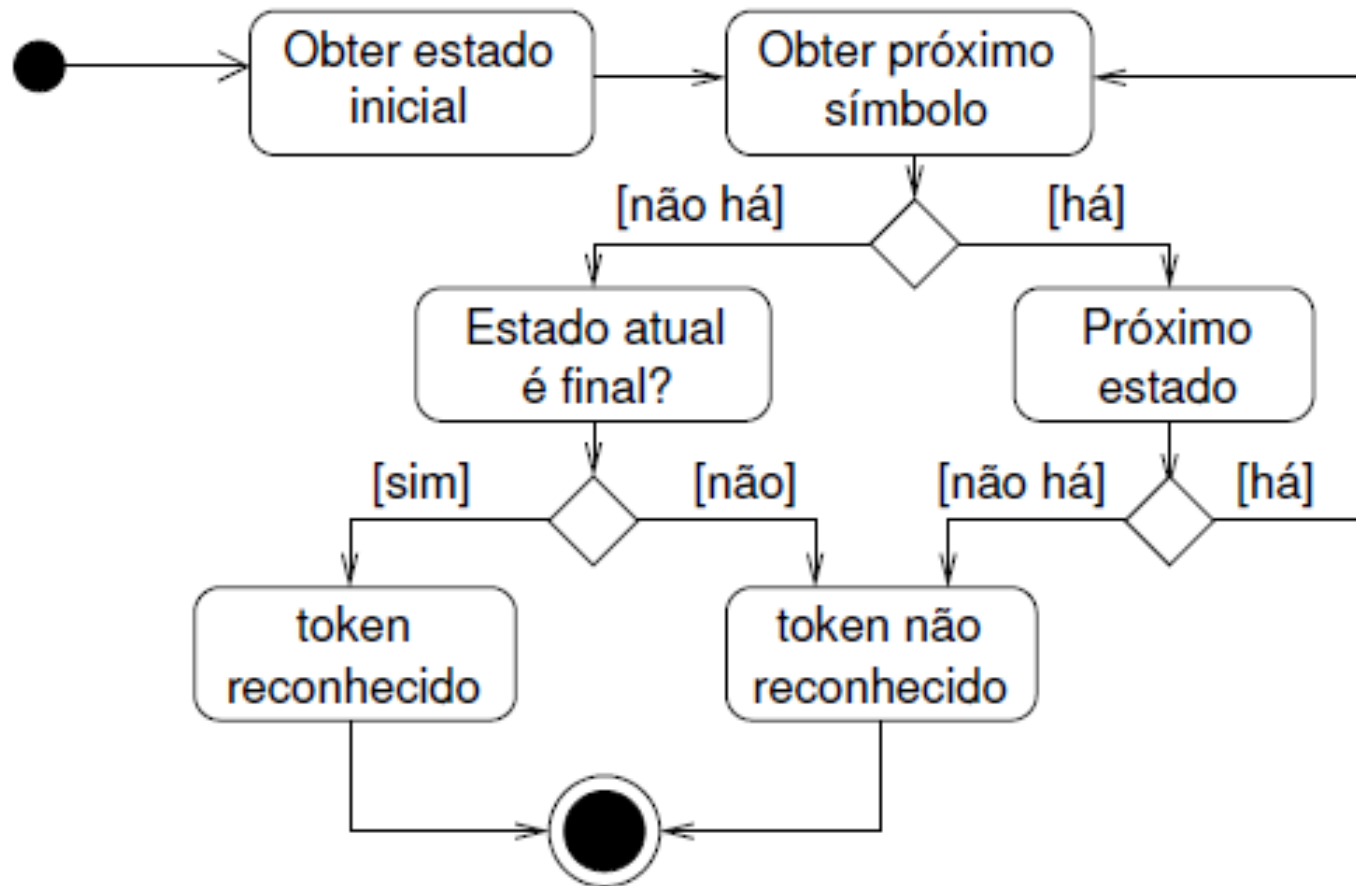 Obter estado
inicial
Obter próximo
símbolo
[não há]
[há]
Estado atual
é final?
Próximo
estado
[sim]
[não]
[não há]
[há]
token
reconhecido
token não
reconhecido